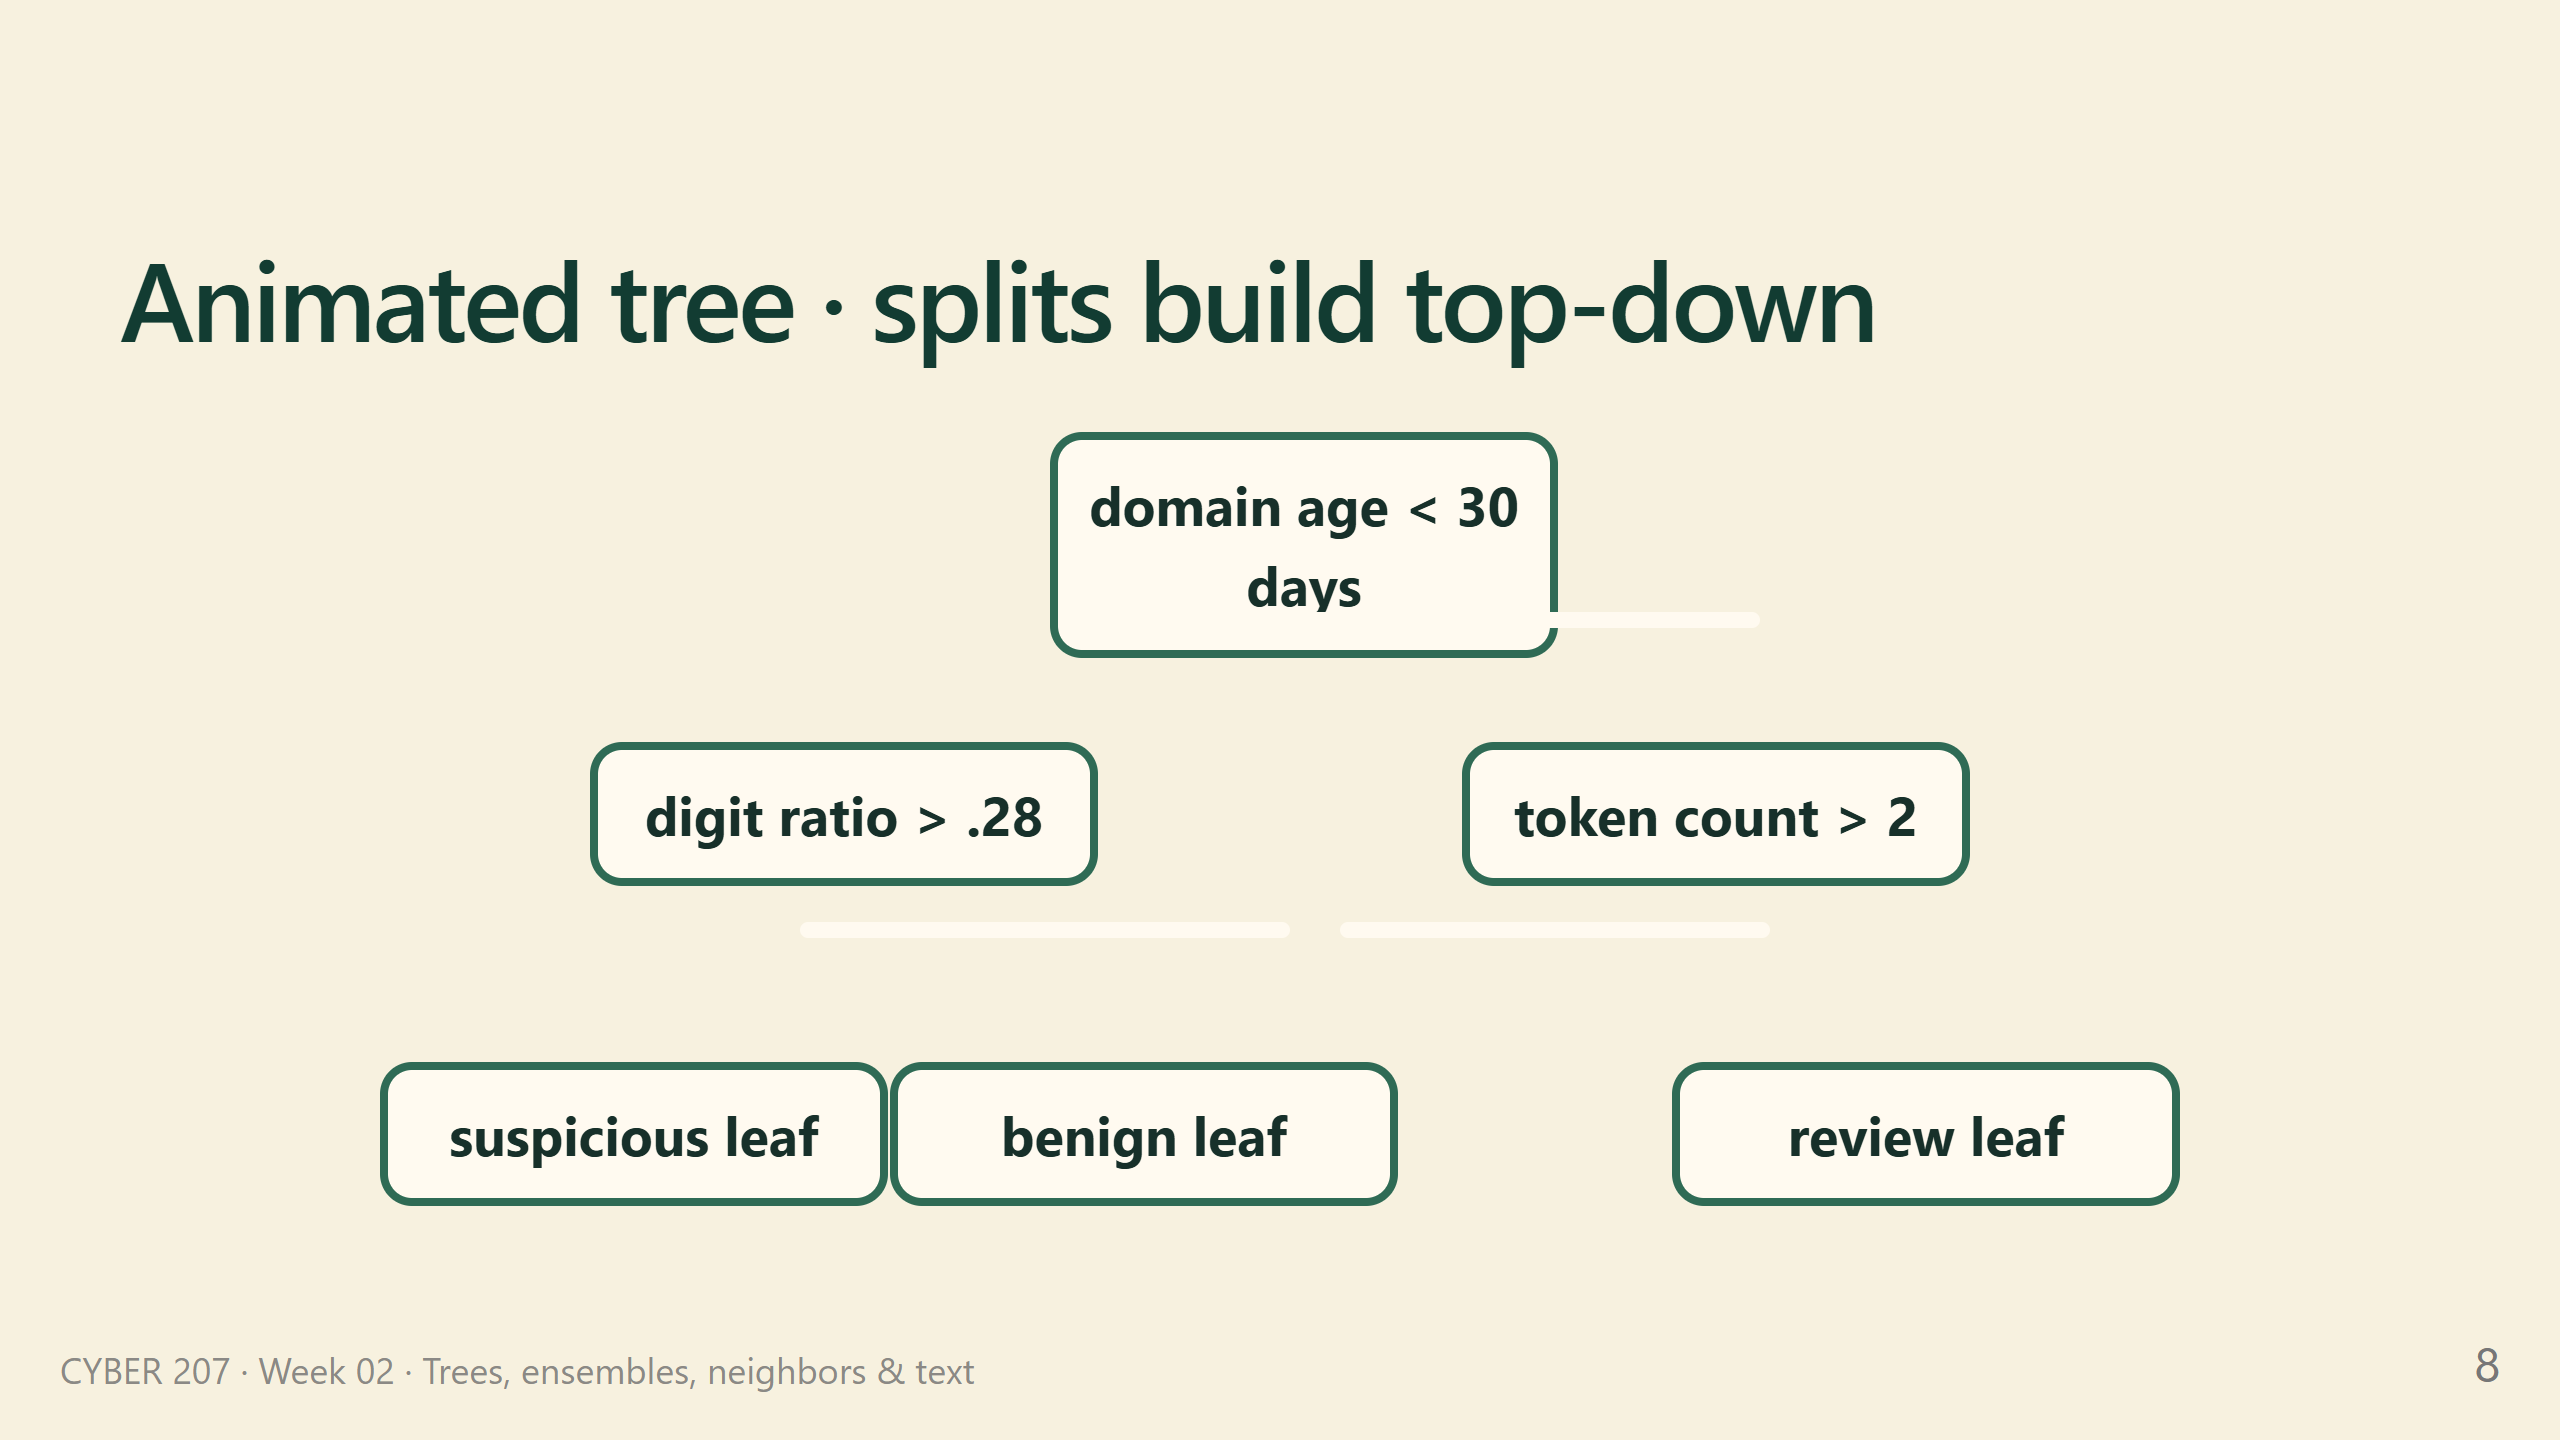 Animated tree · splits build top-down
domain age < 30
days
digit ratio > .28
token count > 2
suspicious leaf
benign leaf
review leaf
CYBER 207 · Week 02 · Trees, ensembles, neighbors & text
8